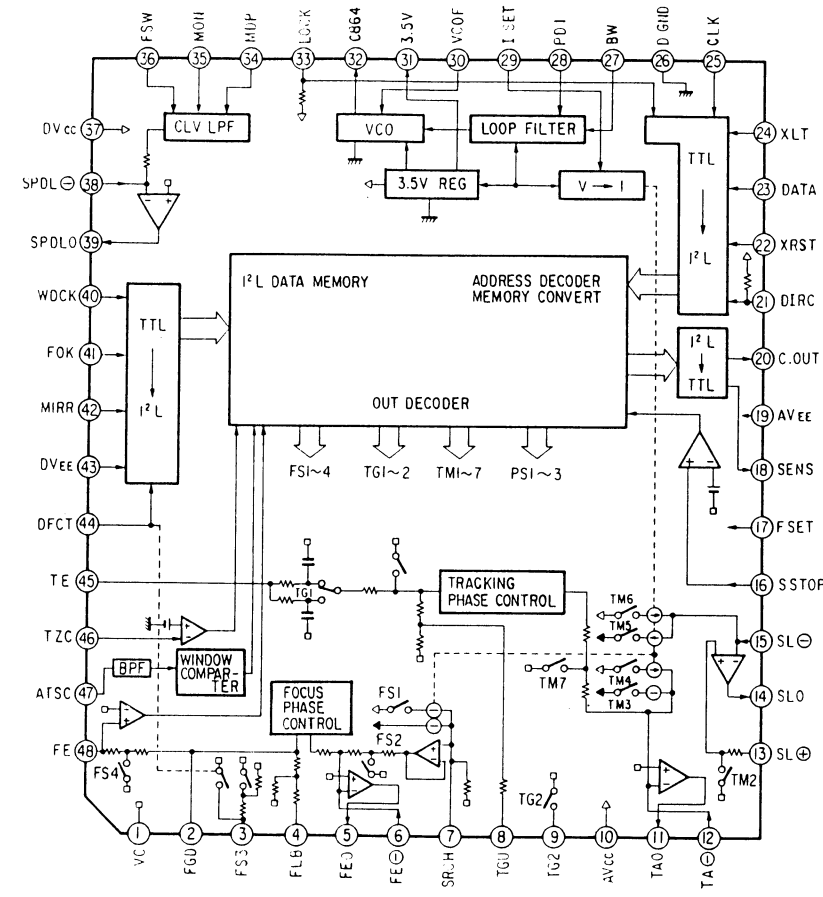 FSW
MON
MDP
LOCK
C864
3.5V
VCOF
ISET
PDI
BW
DGND
CLK
36
35
34
33
32
31
30
29
28
27
26
25
DVcc 37
CLV LPF
VCO
LOOP FILTER
TTL
I²L
24 XLT
SPDL⊖ 38
3.5V REG
V → I
23 DATA
SPDLO 39
22 XRST
21 DIRC
WDCK 40
TTL
I²L
I²L DATA MEMORY
ADDRESS DECODER
MEMORY CONVERT
OUT DECODER
I²L
TTL
FOK 41
20 C.OUT
MIRR 42
19 AVEE
DVEE 43
18 SENS
FS1~4
TG1~2
TM1~7
PS1~3
DFCT 44
17 FSET
TE 45
TG1
TRACKING
PHASE CONTROL
16 SSTOP
TM6
TM5
TZC 46
15 SL⊖
BPF
WINDOW
COMPAR-
TER
TM7
TM4
TM3
ATSC 47
14 SLO
FOCUS
PHASE
CONTROL
FS1
FS2
FE 48
FS4
13 SL⊕
TM2
TG2
1
2
3
4
5
6
7
8
9
10
11
12
VC
FGD
FS3
FLB
FEO
FE⊖
SRCH
TGU
TG2
AVcc
TAO
TA⊖